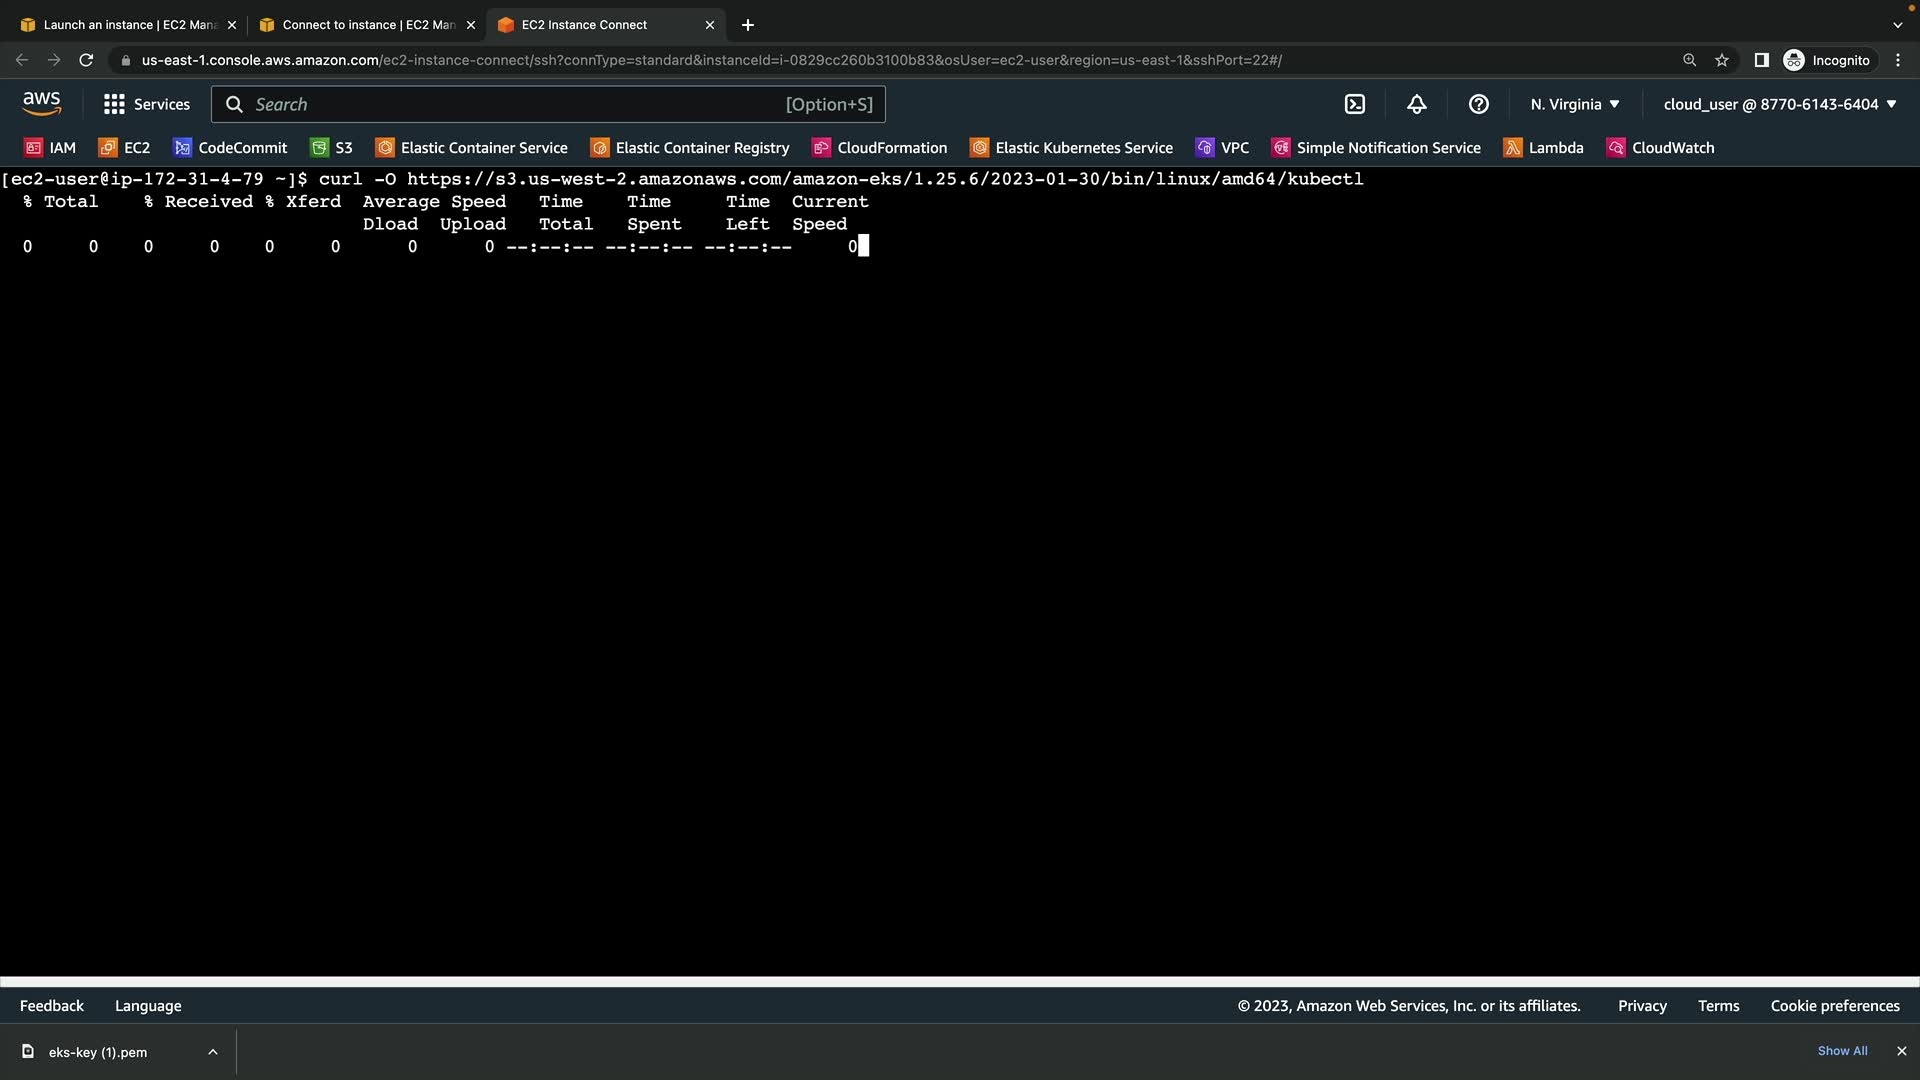 Launch an instance | EC2 Mana
Connect to instance | EC2 Man
EC2 Instance Connect
us-east-1.console.aws.amazon.com/ec2-instance-connect/ssh?connType=standard&instanceId=i-0829cc260b3100b83&osUser=ec2-user&region=us-east-1&sshPort=22#/
Incognito
aws
Services
Search
[Option+S]
N. Virginia
cloud_user @ 8770-6143-6404
IAM EC2 CodeCommit S3 Elastic Container Service Elastic Container Registry CloudFormation Elastic Kubernetes Service VPC Simple Notification Service Lambda CloudWatch
[ec2-user@ip-172-31-4-79 ~]$ curl -O https://s3.us-west-2.amazonaws.com/amazon-eks/1.25.6/2023-01-30/bin/linux/amd64/kubectl
% Total % Received % Xferd Average Speed Time Time Time Current
Dload Upload Total Spent Left Speed
0 0 0 0 0 0 0 0 --:--:-- --:--:-- --:--:-- 0
Feedback Language
© 2023, Amazon Web Services, Inc. or its affiliates. Privacy Terms Cookie preferences
eks-key (1).pem
Show All